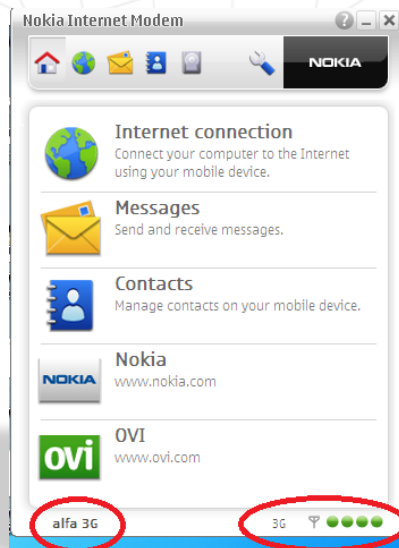 Nokia Internet Modem
NOKIA
Internet connection
Connect your computer to the Internet
using your mobile device.
Messages
Send and receive messages.
Contacts
Manage contacts on your mobile device.
NOKIA
Nokia
www.nokia.com
ovi
OVI
www.ovi.com
alfa 3G
3G